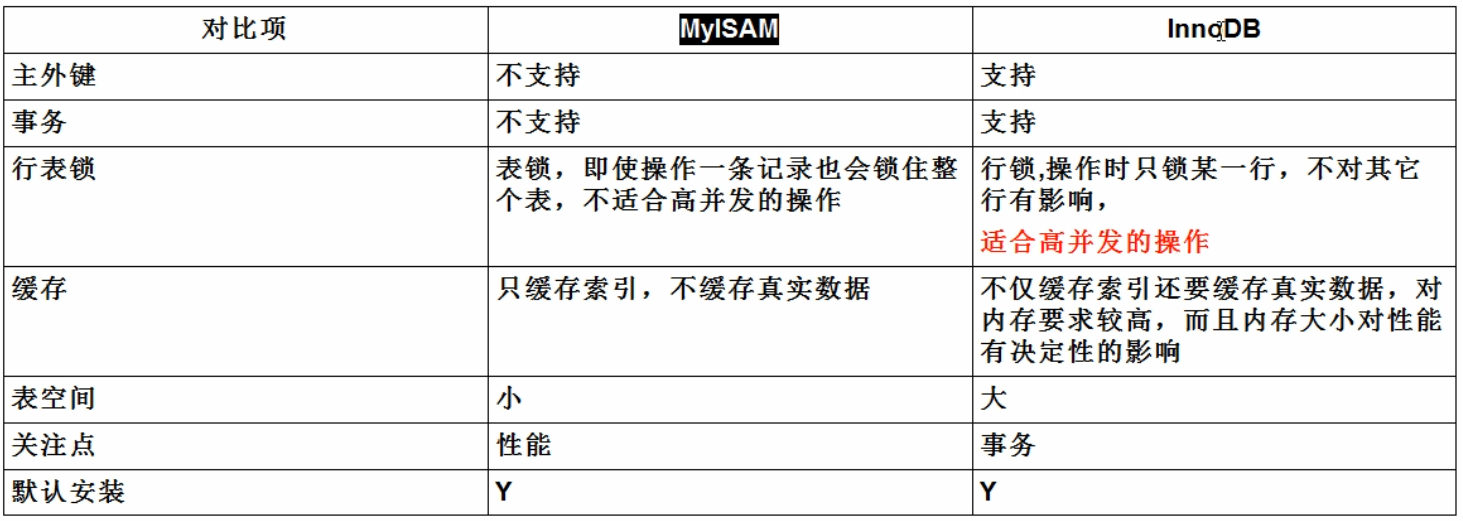 对比项 MyISAM InnoDB
主外键 不支持 支持
事务 不支持 支持
行表锁 表锁，即使操作一条记录也会锁住整 行锁,操作时只锁某一行，不对其它
个表，不适合高并发的操作 行有影响，
适合高并发的操作
缓存 只缓存索引，不缓存真实数据 不仅缓存索引还要缓存真实数据，对
内存要求较高，而且内存大小对性能
有决定性的影响
表空间 小 大
关注点 性能 事务
默认安装 Y Y